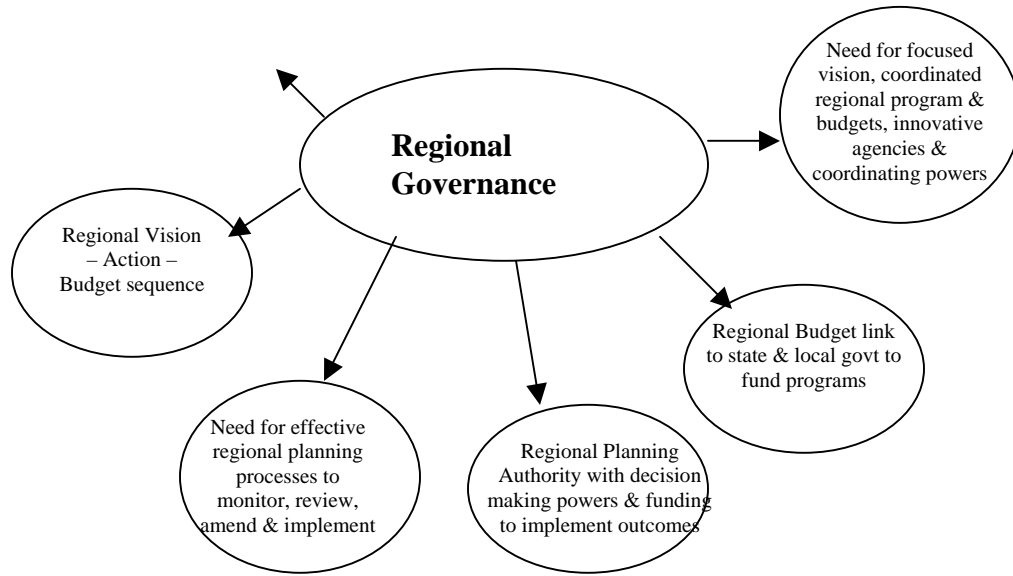 Regional
Governance
Need for focused
vision, coordinated
regional program &
budgets, innovative
agencies &
coordinating powers
Regional Vision
– Action –
Budget sequence
Regional Budget link
to state & local govt to
fund programs
Need for effective
regional planning
processes to
monitor, review,
amend & implement
Regional Planning
Authority with decision
making powers & funding
to implement outcomes